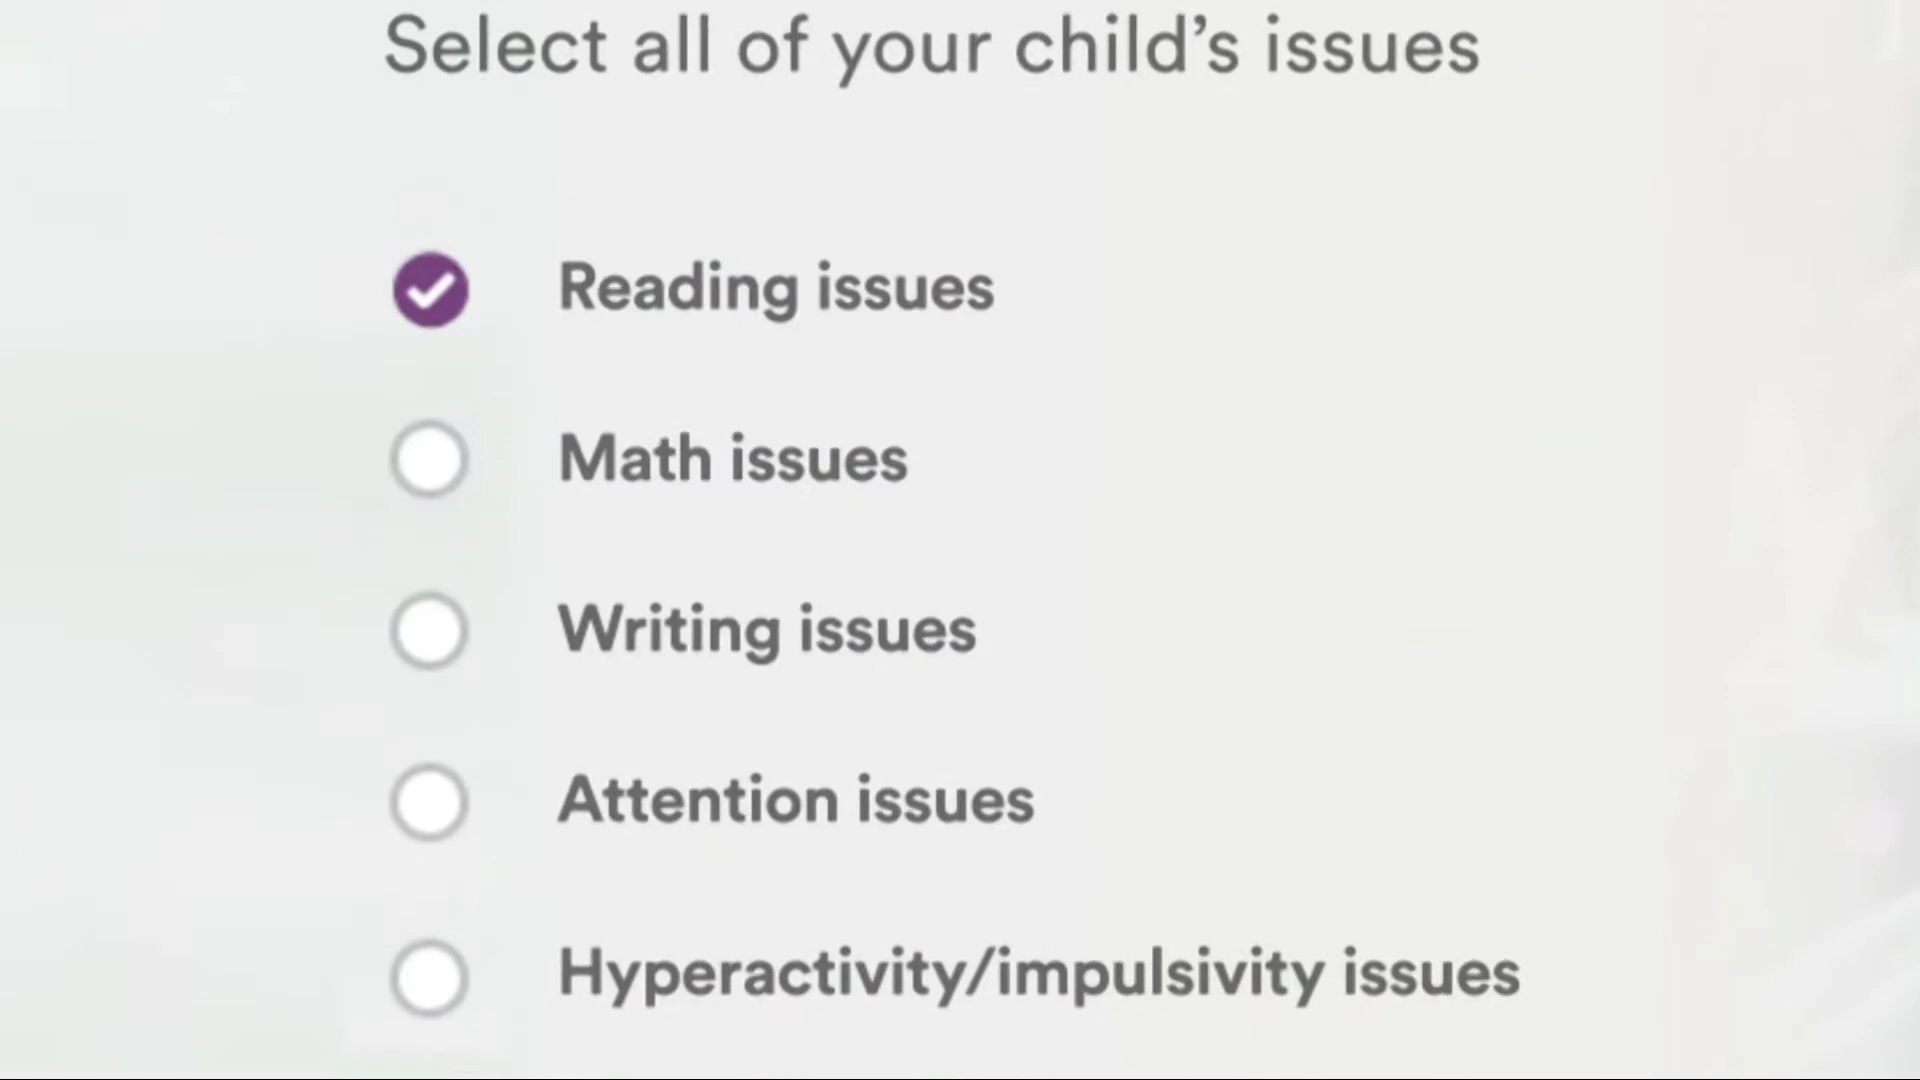 Select all of your child’s issues
Reading issues
Math issues
Writing issues
Attention issues
Hyperactivity/impulsivity issues